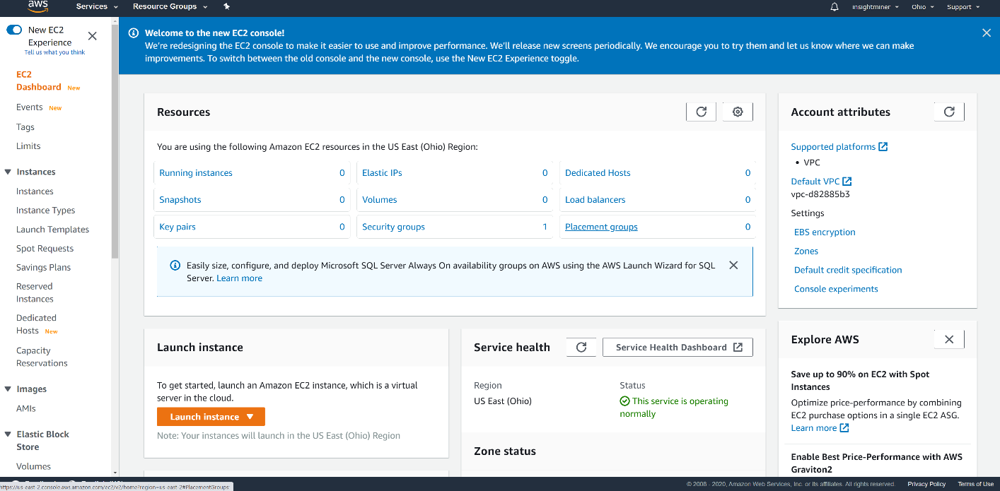 aws
Services
Resource Groups
insightminer
Ohio
Support
New EC2
Experience
Tell us what you think
EC2
Dashboard New
Events New
Tags
Limits
Instances
Instances
Instance Types
Launch Templates
Spot Requests
Savings Plans
Reserved
Instances
Dedicated
Hosts New
Capacity
Reservations
Images
AMIs
Elastic Block
Store
Volumes
Welcome to the new EC2 console!
We're redesigning the EC2 console to make it easier to use and improve performance. We'll release new screens periodically. We encourage you to try them and let us know where we can make
improvements. To switch between the old console and the new console, use the New EC2 Experience toggle.
Resources
You are using the following Amazon EC2 resources in the US East (Ohio) Region:
Running instances 0
Elastic IPs 0
Dedicated Hosts 0
Snapshots 0
Volumes 0
Load balancers 0
Key pairs 0
Security groups 1
Placement groups 0
Easily size, configure, and deploy Microsoft SQL Server Always On availability groups on AWS using the AWS Launch Wizard for SQL
Server. Learn more
Launch instance
To get started, launch an Amazon EC2 instance, which is a virtual
server in the cloud.
Launch instance
Note: Your instances will launch in the US East (Ohio) Region
Service health
Service Health Dashboard
Region
US East (Ohio)
Status
This service is operating
normally
Zone status
Account attributes
Supported platforms
• VPC
Default VPC
vpc-d82885b3
Settings
EBS encryption
Zones
Default credit specification
Console experiments
Explore AWS
Save up to 90% on EC2 with Spot
Instances
Optimize price-performance by combining
EC2 purchase options in a single EC2 ASG.
Learn more
Enable Best Price-Performance with AWS
Graviton2
https://us-east-2.console.aws.amazon.com/ec2/v2/home?region=us-east-2#PlacementGroups:
© 2008 - 2020, Amazon Web Services, Inc. or its affiliates. All rights reserved.
Privacy Policy
Terms of Use